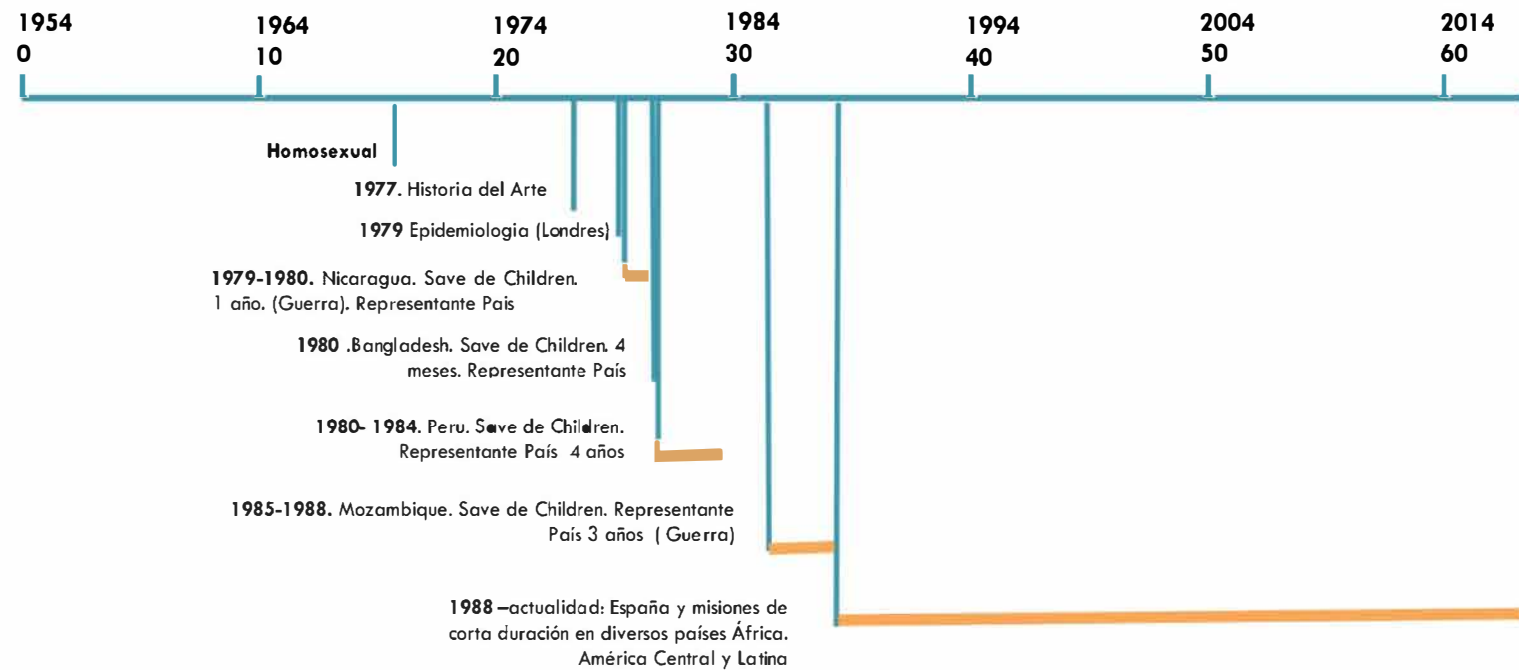 1954 1964 1974 1984 1994 2004 2014
0 10 20 30 40 50 60
Homosexual
1977. Historia del Arte
1979 Epidemiologia (Londres)
1979-1980. Nicaragua. Save de Children.
1 año. (Guerra). Representante Pais
1980 .Bangladesh. Save de Children. 4
meses. Representante País
1980- 1984. Peru. Save de Children.
Representante País 4 años
1985-1988. Mozambique. Save de Children. Representante
País 3 años ( Guerra)
1988 –actualidad: España y misiones de
corta duración en diversos países África.
América Central y Latina